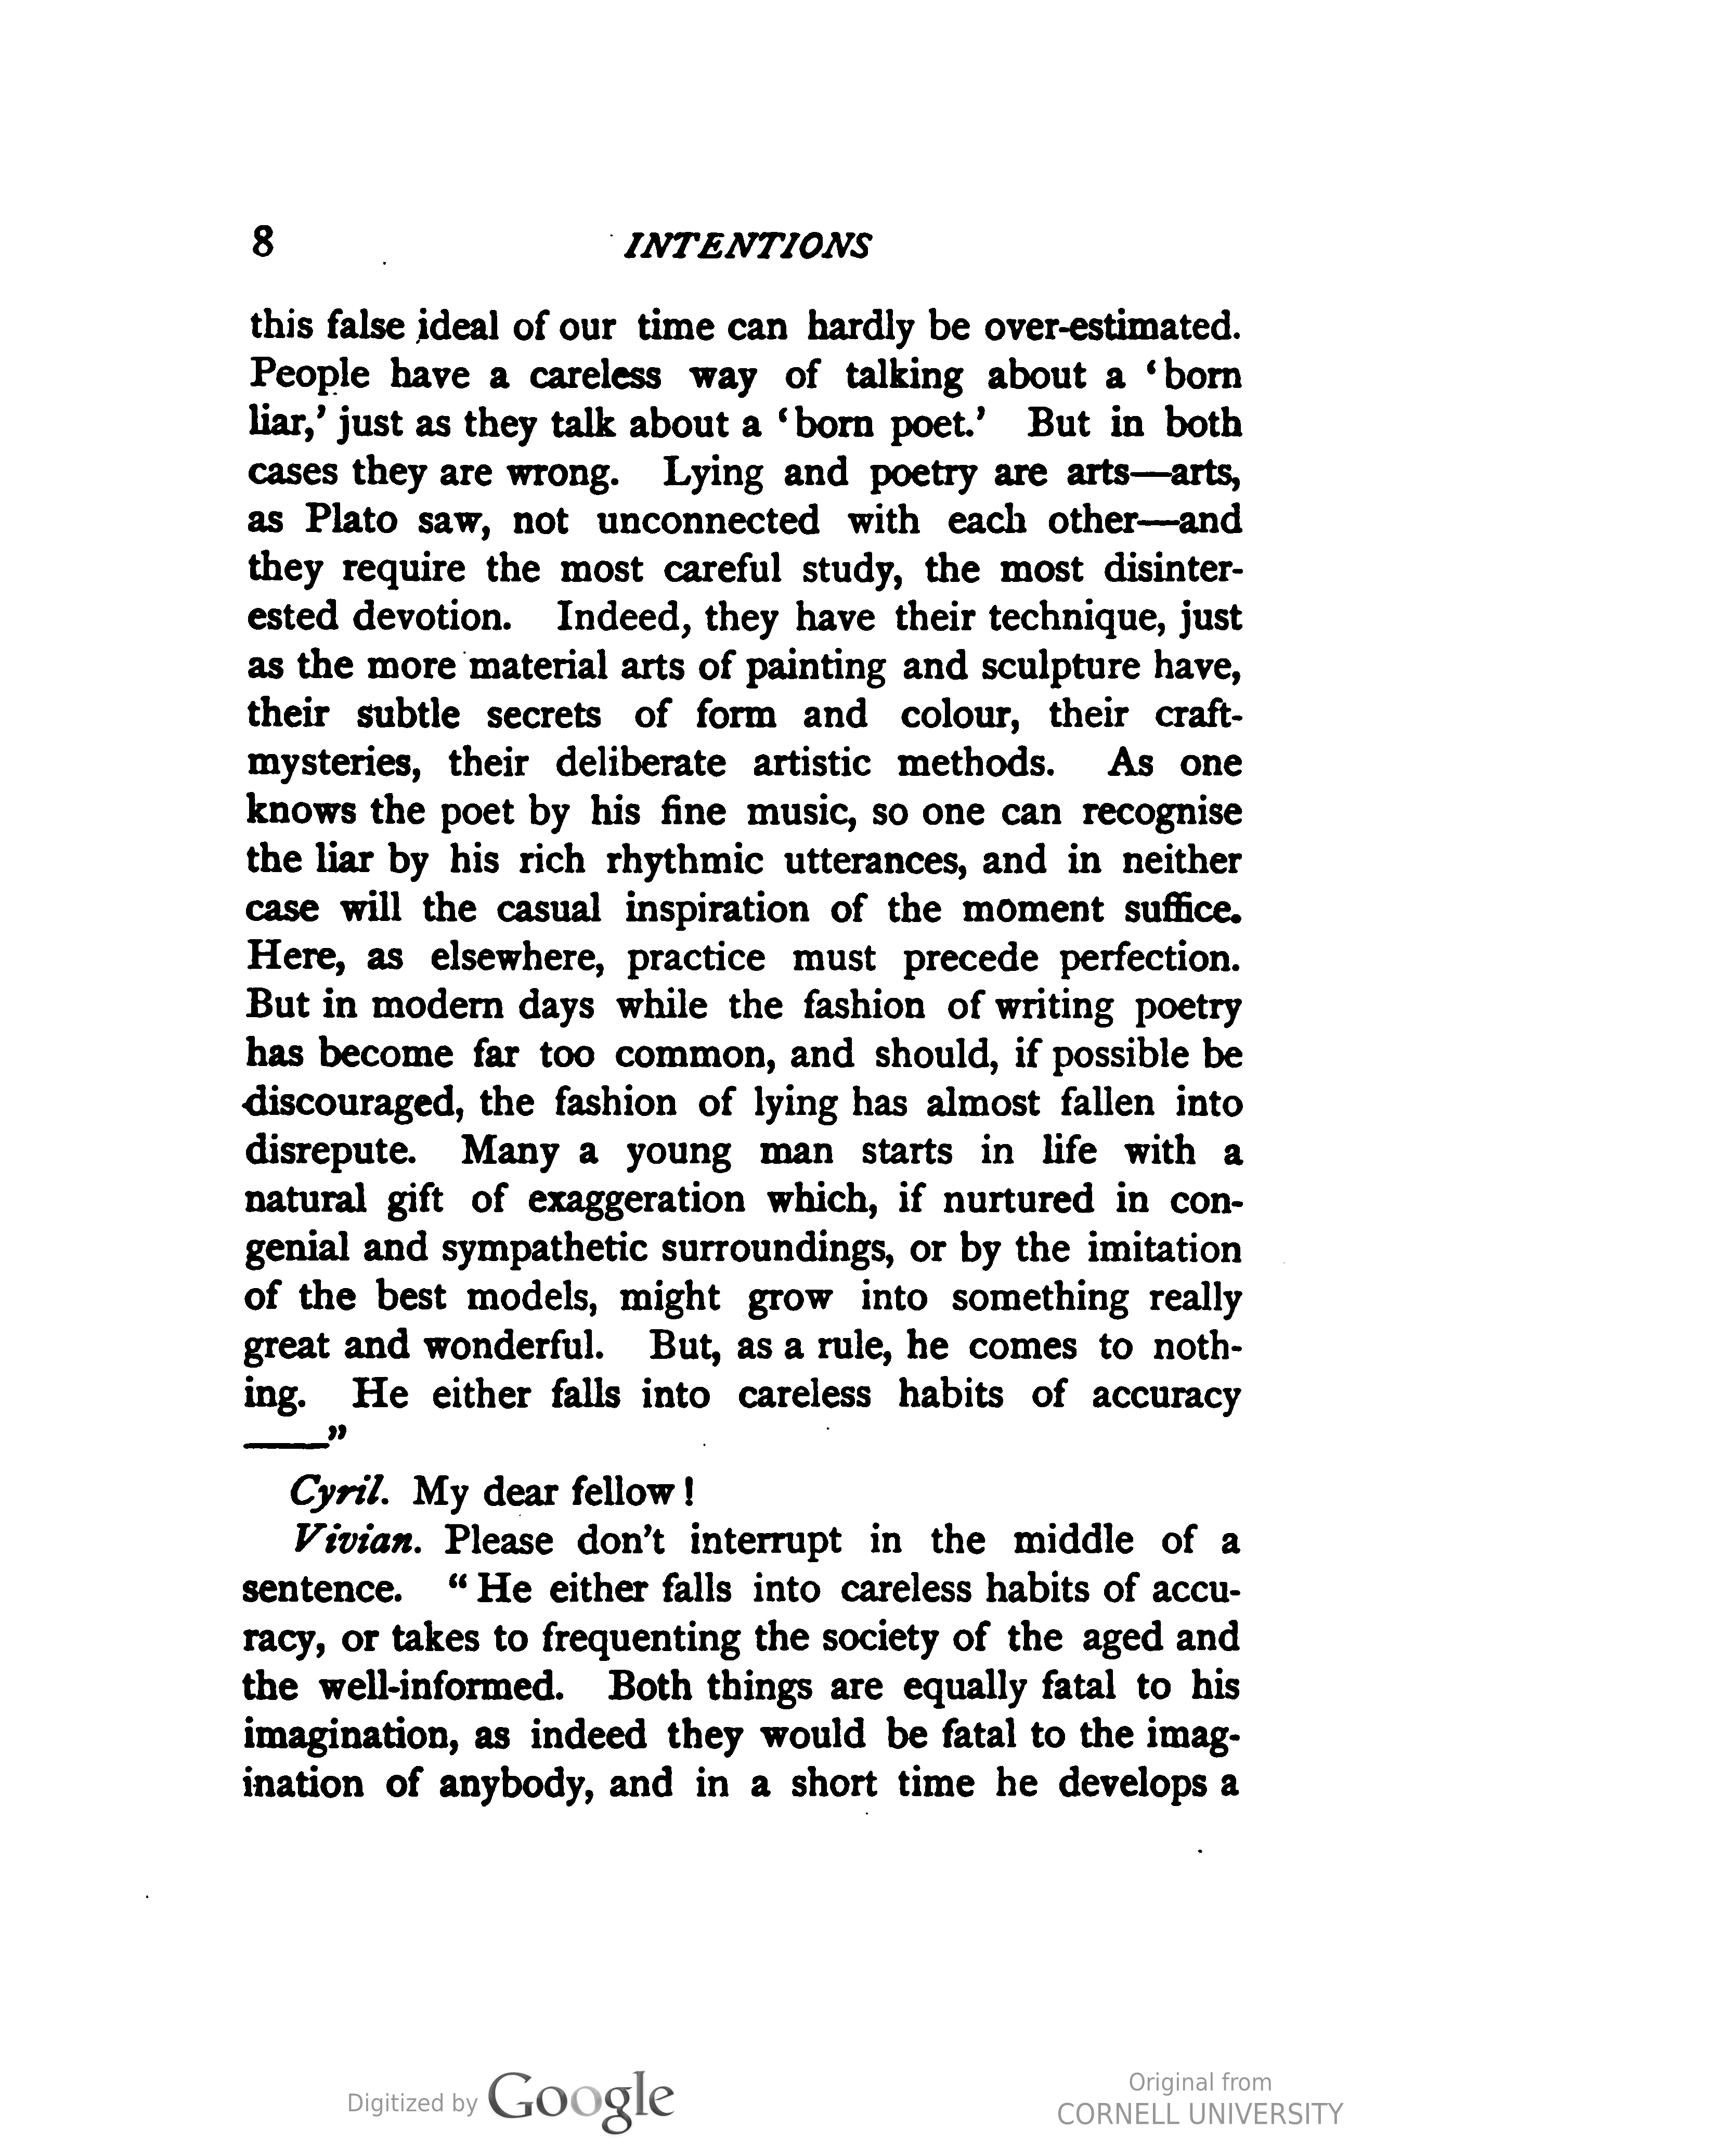 8 INTENTIONS
this false ideal of our time can hardly be over-estimated.
People have a careless way of talking about a ‘born
liar,’ just as they talk about a ‘born poet.’ But in both
cases they are wrong. Lying and poetry are arts—arts,
as Plato saw, not unconnected with each other—and
they require the most careful study, the most disinter-
ested devotion. Indeed, they have their technique, just
as the more material arts of painting and sculpture have,
their subtle secrets of form and colour, their craft-
mysteries, their deliberate artistic methods. As one
knows the poet by his fine music, so one can recognise
the liar by his rich rhythmic utterances, and in neither
case will the casual inspiration of the moment suffice.
Here, as elsewhere, practice must precede perfection.
But in modern days while the fashion of writing poetry
has become far too common, and should, if possible be
discouraged, the fashion of lying has almost fallen into
disrepute. Many a young man starts in life with a
natural gift of exaggeration which, if nurtured in con-
genial and sympathetic surroundings, or by the imitation
of the best models, might grow into something really
great and wonderful. But, as a rule, he comes to noth-
ing. He either falls into careless habits of accuracy
——”
Cyril. My dear fellow!
Vivian. Please don't interrupt in the middle of a
sentence. “He either falls into careless habits of accu-
racy, or takes to frequenting the society of the aged and
the well-informed. Both things are equally fatal to his
imagination, as indeed they would be fatal to the imag-
ination of anybody, and in a short time he develops a
Digitized by Google
Original from
CORNELL UNIVERSITY